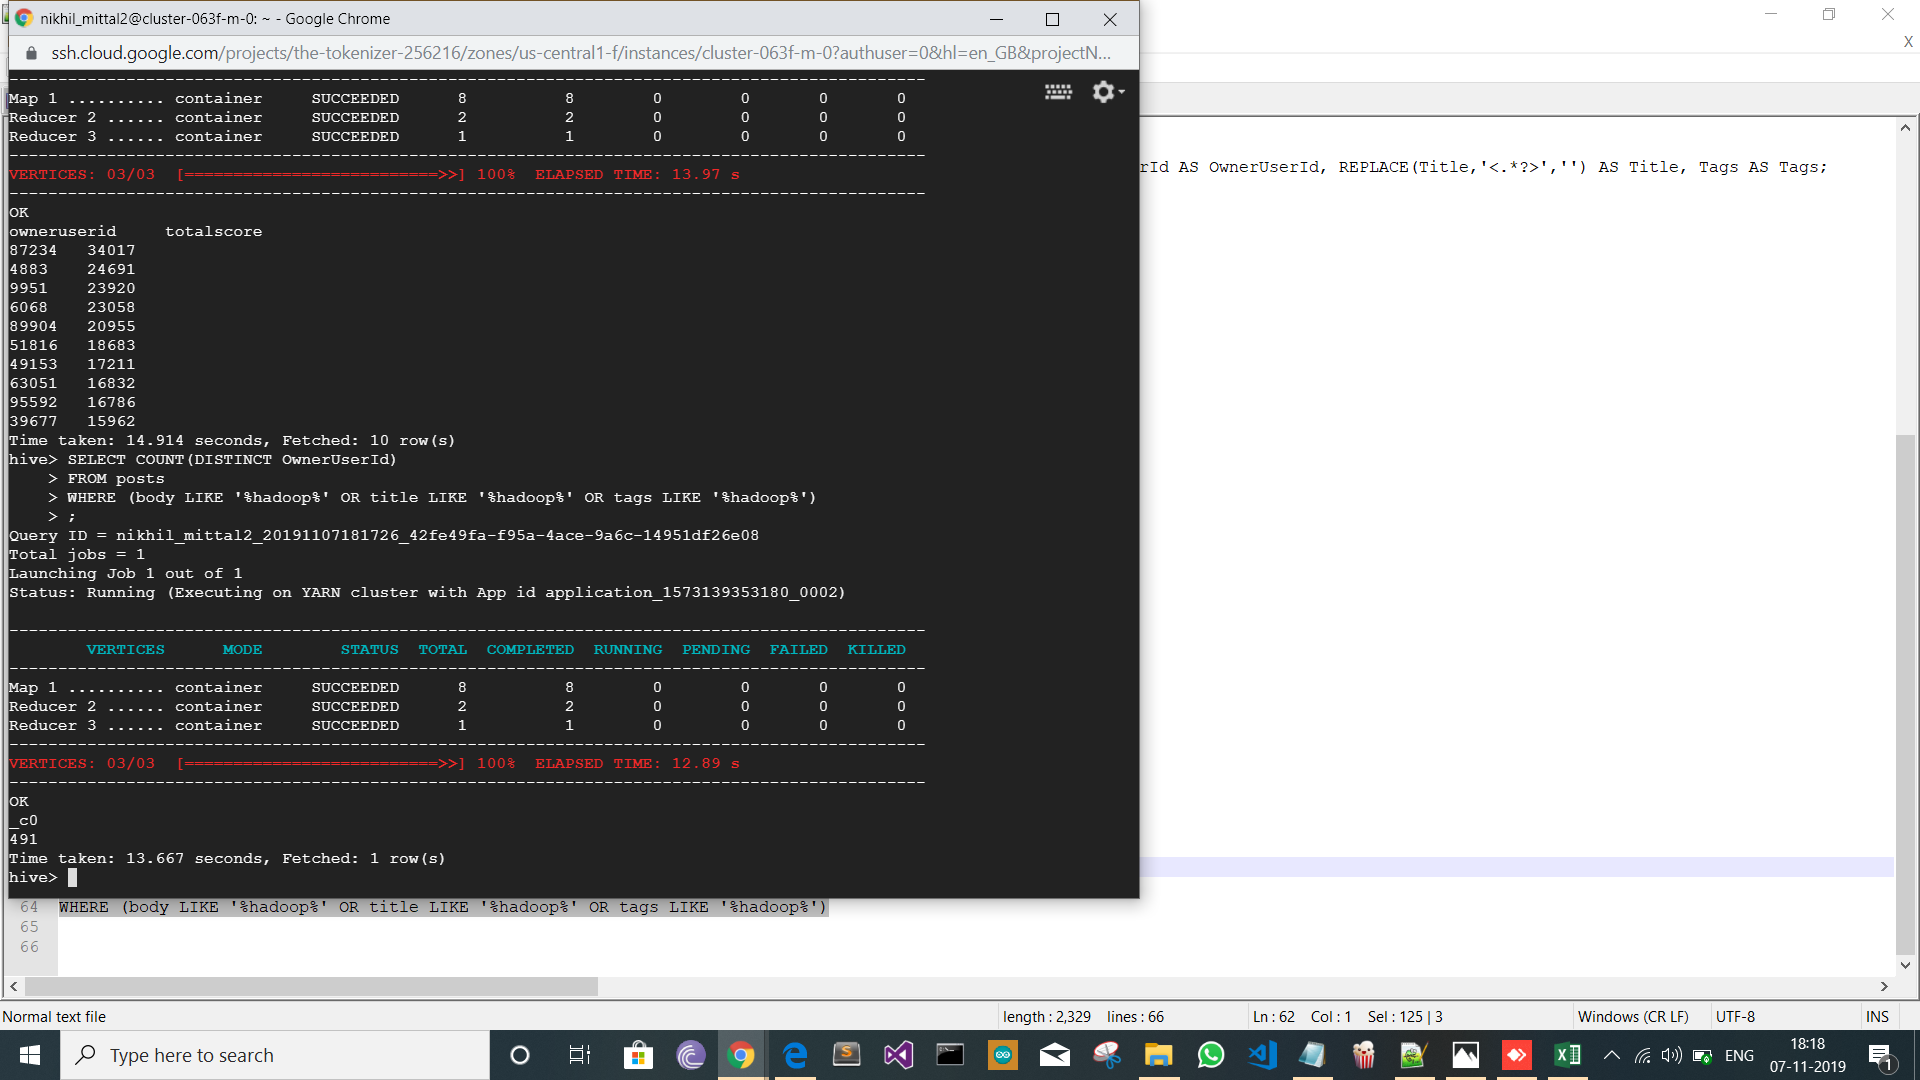 nikhil_mittal2@cluster-063f-m-0: ~ - Google Chrome
ssh.cloud.google.com/projects/the-tokenizer-256216/zones/us-central1-f/instances/cluster-063f-m-0?authuser=0&hl=en_GB&projectN...
X
Map 1 .......... container SUCCEEDED 8 8 0 0 0 0
Reducer 2 ...... container SUCCEEDED 2 2 0 0 0 0
Reducer 3 ...... container SUCCEEDED 1 1 0 0 0 0
VERTICES: 03/03 [==========================>>] 100% ELAPSED TIME: 13.97 s
rId AS OwnerUserId, REPLACE(Title,'<.*?>','') AS Title, Tags AS Tags;
OK
owneruserid totalscore
87234 34017
4883 24691
9951 23920
6068 23058
89904 20955
51816 18683
49153 17211
63051 16832
95592 16786
39677 15962
Time taken: 14.914 seconds, Fetched: 10 row(s)
hive> SELECT COUNT(DISTINCT OwnerUserId)
> FROM posts
> WHERE (body LIKE '%hadoop%' OR title LIKE '%hadoop%' OR tags LIKE '%hadoop%')
> ;
Query ID = nikhil_mittal2_20191107181726_42fe49fa-f95a-4ace-9a6c-14951df26e08
Total jobs = 1
Launching Job 1 out of 1
Status: Running (Executing on YARN cluster with App id application_1573139353180_0002)
VERTICES MODE STATUS TOTAL COMPLETED RUNNING PENDING FAILED KILLED
Map 1 .......... container SUCCEEDED 8 8 0 0 0 0
Reducer 2 ...... container SUCCEEDED 2 2 0 0 0 0
Reducer 3 ...... container SUCCEEDED 1 1 0 0 0 0
VERTICES: 03/03 [==========================>>] 100% ELAPSED TIME: 12.89 s
OK
_c0
491
Time taken: 13.667 seconds, Fetched: 1 row(s)
hive>
64 WHERE (body LIKE '%hadoop%' OR title LIKE '%hadoop%' OR tags LIKE '%hadoop%')
65
66
Normal text file length : 2,329 lines : 66 Ln : 62 Col : 1 Sel : 125 | 3 Windows (CR LF) UTF-8 INS
Type here to search
ENG
18:18
07-11-2019
1